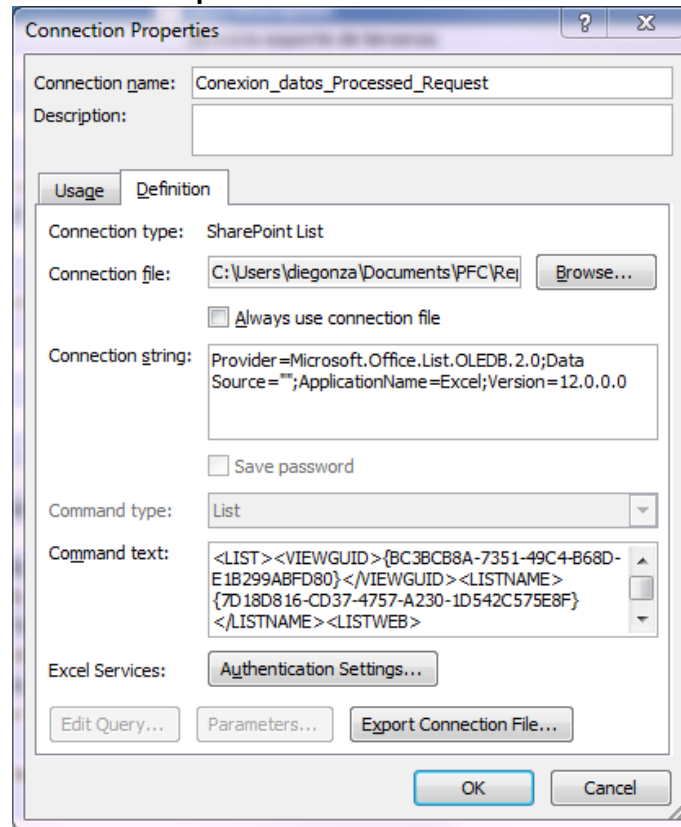 Connection Properties
Connection name: Conexion_datos_Processed_Request
Description:
Usage Definition
Connection type: SharePoint List
Connection file: C:\Users\diegonza\Documents\PFC\Rej Browse...
Always use connection file
Connection string: Provider=Microsoft.Office.List.OLEDB.2.0;Data
Source="";ApplicationName=Excel;Version=12.0.0.0
Save password
Command type: List
Command text: <LIST><VIEWGUID>{BC3BCB8A-7351-49C4-B68D-
E1B299ABFD80}</VIEWGUID><LISTNAME>
{7D18D816-CD37-4757-A230-1D542C575E8F}
</LISTNAME><LISTWEB>
Excel Services: Authentication Settings...
Edit Query... Parameters... Export Connection File...
OK Cancel